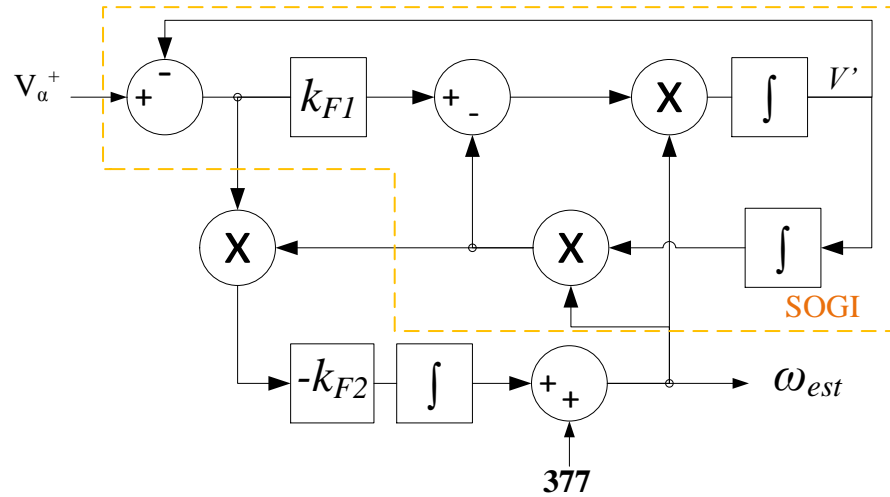 V_α^+
+
-
k_F1
+
-
X
∫
V’
X
X
∫
SOGI
-k_F2
∫
+
+
ω_est
377